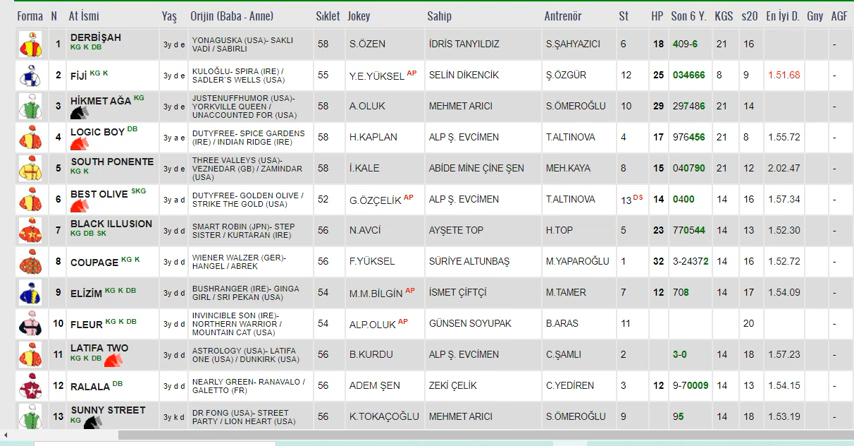 Forma N At İsmi Yaş Orijin (Baba - Anne) Sıklet Jokey Sahip Antrenör St HP Son 6 Y. KGS s20 En İyi D. Gny AGF
1 DERBİŞAH KG K DB 3y d e YONAGUSKA (USA)- SAKLI VADI / SABIRLI 58 S.ÖZEN İDRİS TANYILDIZ S.ŞAHYAZICI 6 18 409-6 21 16 -
2 FİJİ KG K 3y d e KULOĞLU- SPIRA (IRE) / SADLER`S WELLS (USA) 55 Y.E.YÜKSEL AP SELİN DİKENCİK Ş.ÖZGÜR 12 25 034666 8 9 1.51.68 -
3 HİKMET AĞA KG 3y d e JUSTENUFFHUMOR (USA)- YORKVILLE QUEEN / UNACCOUNTED FOR (USA) 58 A.OLUK MEHMET ARICI S.ÖMEROĞLU 10 29 297486 21 14 -
4 LOGIC BOY DB 3y a e DUTYFREE- SPICE GARDENS (IRE) / INDIAN RIDGE (IRE) 58 H.KAPLAN ALP Ş. EVCİMEN T.ALTINOVA 4 17 976456 21 8 1.55.72 -
5 SOUTH PONENTE KG K 3y d e THREE VALLEYS (USA)- VEZNEDAR (GB) / ZAMINDAR (USA) 58 İ.KALE ABİDE MİNE ÇİNE ŞEN MEH.KAYA 8 15 040790 21 12 2.02.47 -
6 BEST OLIVE SKG 3y a d DUTYFREE- GOLDEN OLIVE / STRIKE THE GOLD (USA) 52 G.ÖZÇELİK AP ALP Ş. EVCİMEN T.ALTINOVA 13 DS 14 0400 14 16 1.57.34 -
7 BLACK ILLUSION KG DB SK 3y d d SMART ROBIN (JPN)- STEP SISTER / KURTARAN (IRE) 56 N.AVCİ AYŞETE TOP H.TOP 5 23 770544 14 13 1.52.30 -
8 COUPAGE KG K 3y d d WIENER WALZER (GER)- HANGEL / ABREK 56 F.YÜKSEL SÜRİYE ALTUNBAŞ M.YAPAROĞLU 1 32 3-24372 14 16 1.52.72 -
9 ELİZİM KG K DB 3y d d BUSHRANGER (IRE)- GINGA GIRL / SRI PEKAN (USA) 54 M.M.BİLGİN AP İSMET ÇİFTÇİ M.TAMER 7 12 708 14 17 1.54.09 -
10 FLEUR KG K DB 3y d d INVINCIBLE SON (IRE)- NORTHERN WARRIOR / MOUNTAIN CAT (USA) 54 ALP.OLUK AP GÜNSEN SOYUPAK B.ARAS 11 20 -
11 LATIFA TWO KG K DB 3y d d ASTROLOGY (USA)- LATIFA ONE (USA) / DUNKIRK (USA) 56 B.KURDU ALP Ş. EVCİMEN C.ŞAMLI 2 3-0 14 18 1.57.23 -
12 RALALA DB 3y d d NEARLY GREEN- RANAVALO / GALETTO (FR) 56 ADEM ŞEN ZEKİ ÇELİK C.YEDİREN 3 12 9-70009 14 13 1.54.15 -
13 SUNNY STREET KG 3y k d DR FONG (USA)- STREET PARTY / LION HEART (USA) 56 K.TOKAÇOĞLU MEHMET ARICI S.ÖMEROĞLU 9 95 14 18 1.53.19 -